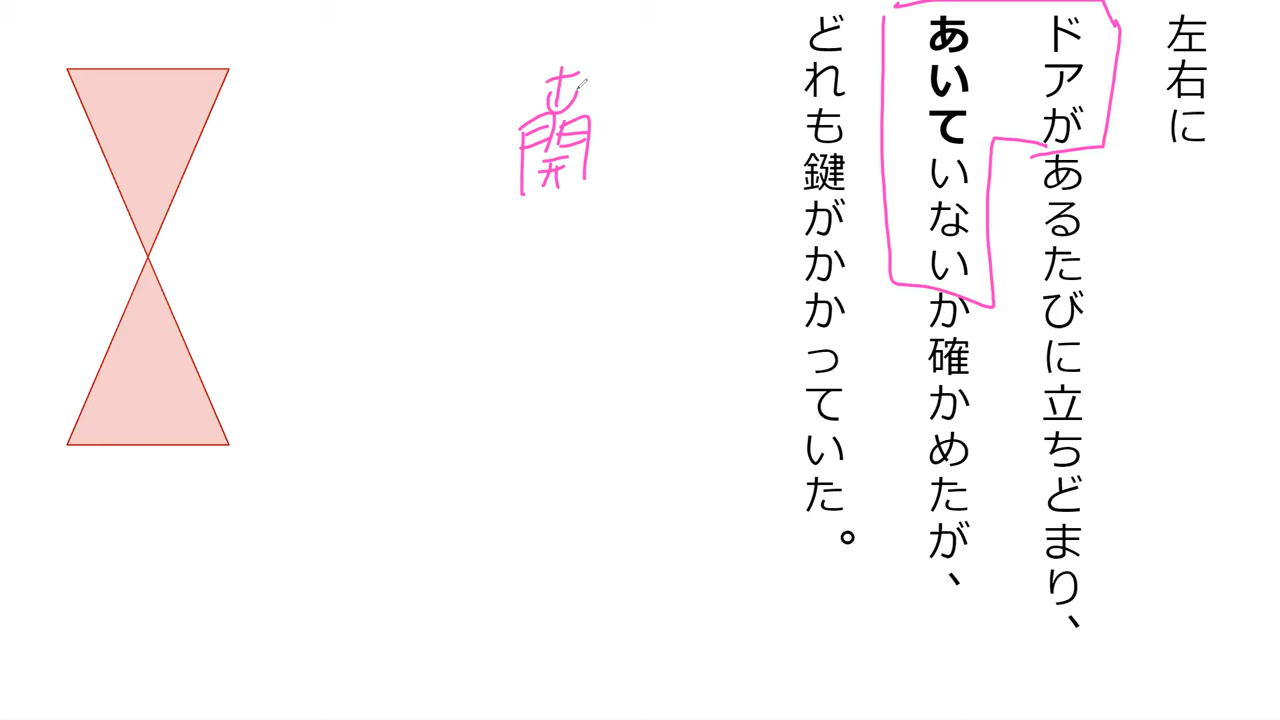 左右に
ドアがあるたびに立ちどまり、
あいていないか確かめたが、
どれも鍵がかかっていた。
開